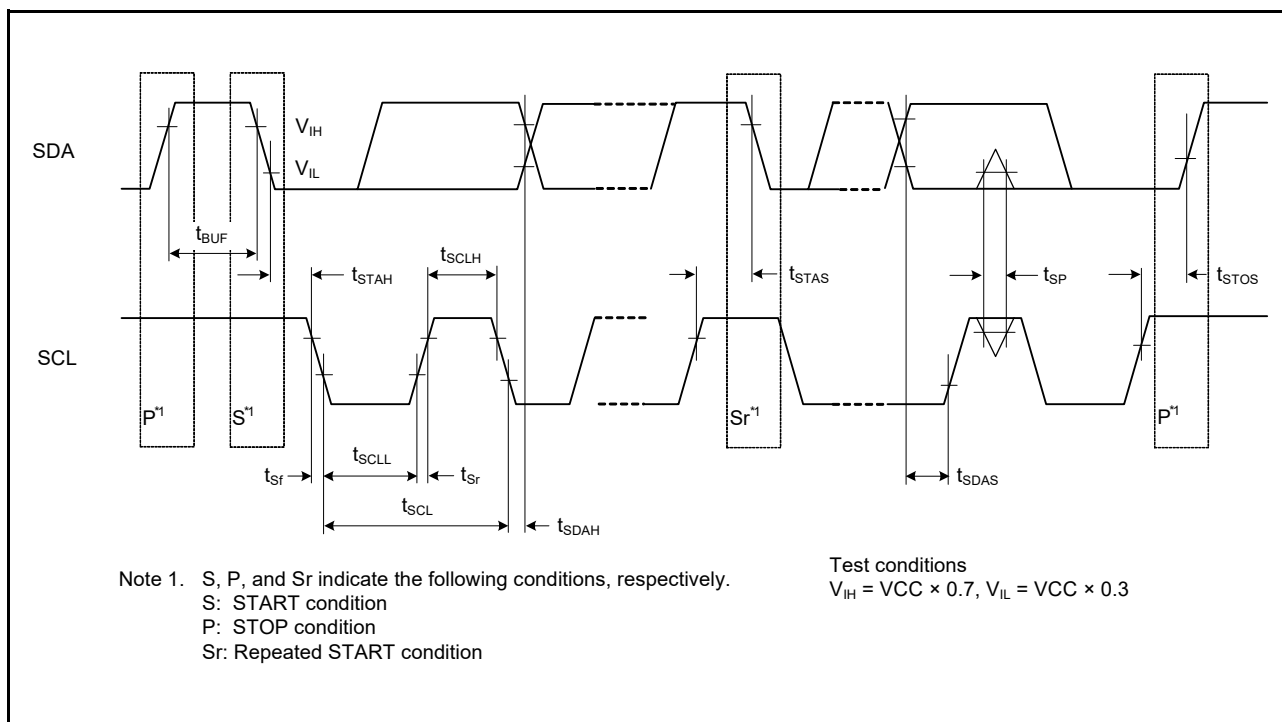 SDA
V_IH
V_IL
t_BUF
t_STAH
t_SCLH
t_STAS
t_SP
t_STOS
SCL
P*1
S*1
Sr*1
P*1
t_Sf
t_SCLL
t_Sr
t_SDAS
t_SCL
t_SDAH
Note 1. S, P, and Sr indicate the following conditions, respectively.
S: START condition
P: STOP condition
Sr: Repeated START condition
Test conditions
V_IH = VCC × 0.7, V_IL = VCC × 0.3